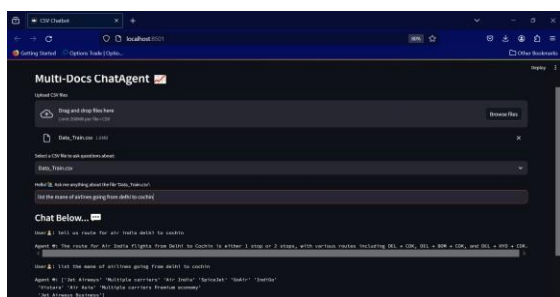 CSV Chatbot
localhost:8501
80%
Getting Started
Options Trade | Optio...
Other Bookmarks
Deploy
Multi-Docs ChatAgent
Upload CSV files
Drag and drop files here
Limit 200MB per file • CSV
Browse files
Data_Train.csv 1.0MB
Select a CSV file to ask questions about:
Data_Train.csv
Hello! Ask me anything about the file 'Data_Train.csv':
list the mane of airlines going from delhi to cochin
Chat Below...
User: tell us route for air india delhi to cochin
Agent: The route for Air India flights from Delhi to Cochin is either 1 stop or 2 stops, with various routes including DEL → COK, DEL → BOM → COK, and DEL → HYD → COK.
User: list the mane of airlines going from delhi to cochin
Agent: ['Jet Airways' 'Multiple carriers' 'Air India' 'SpiceJet' 'GoAir' 'IndiGo'
'Vistara' 'Air Asia' 'Multiple carriers Premium economy'
'Jet Airways Business']